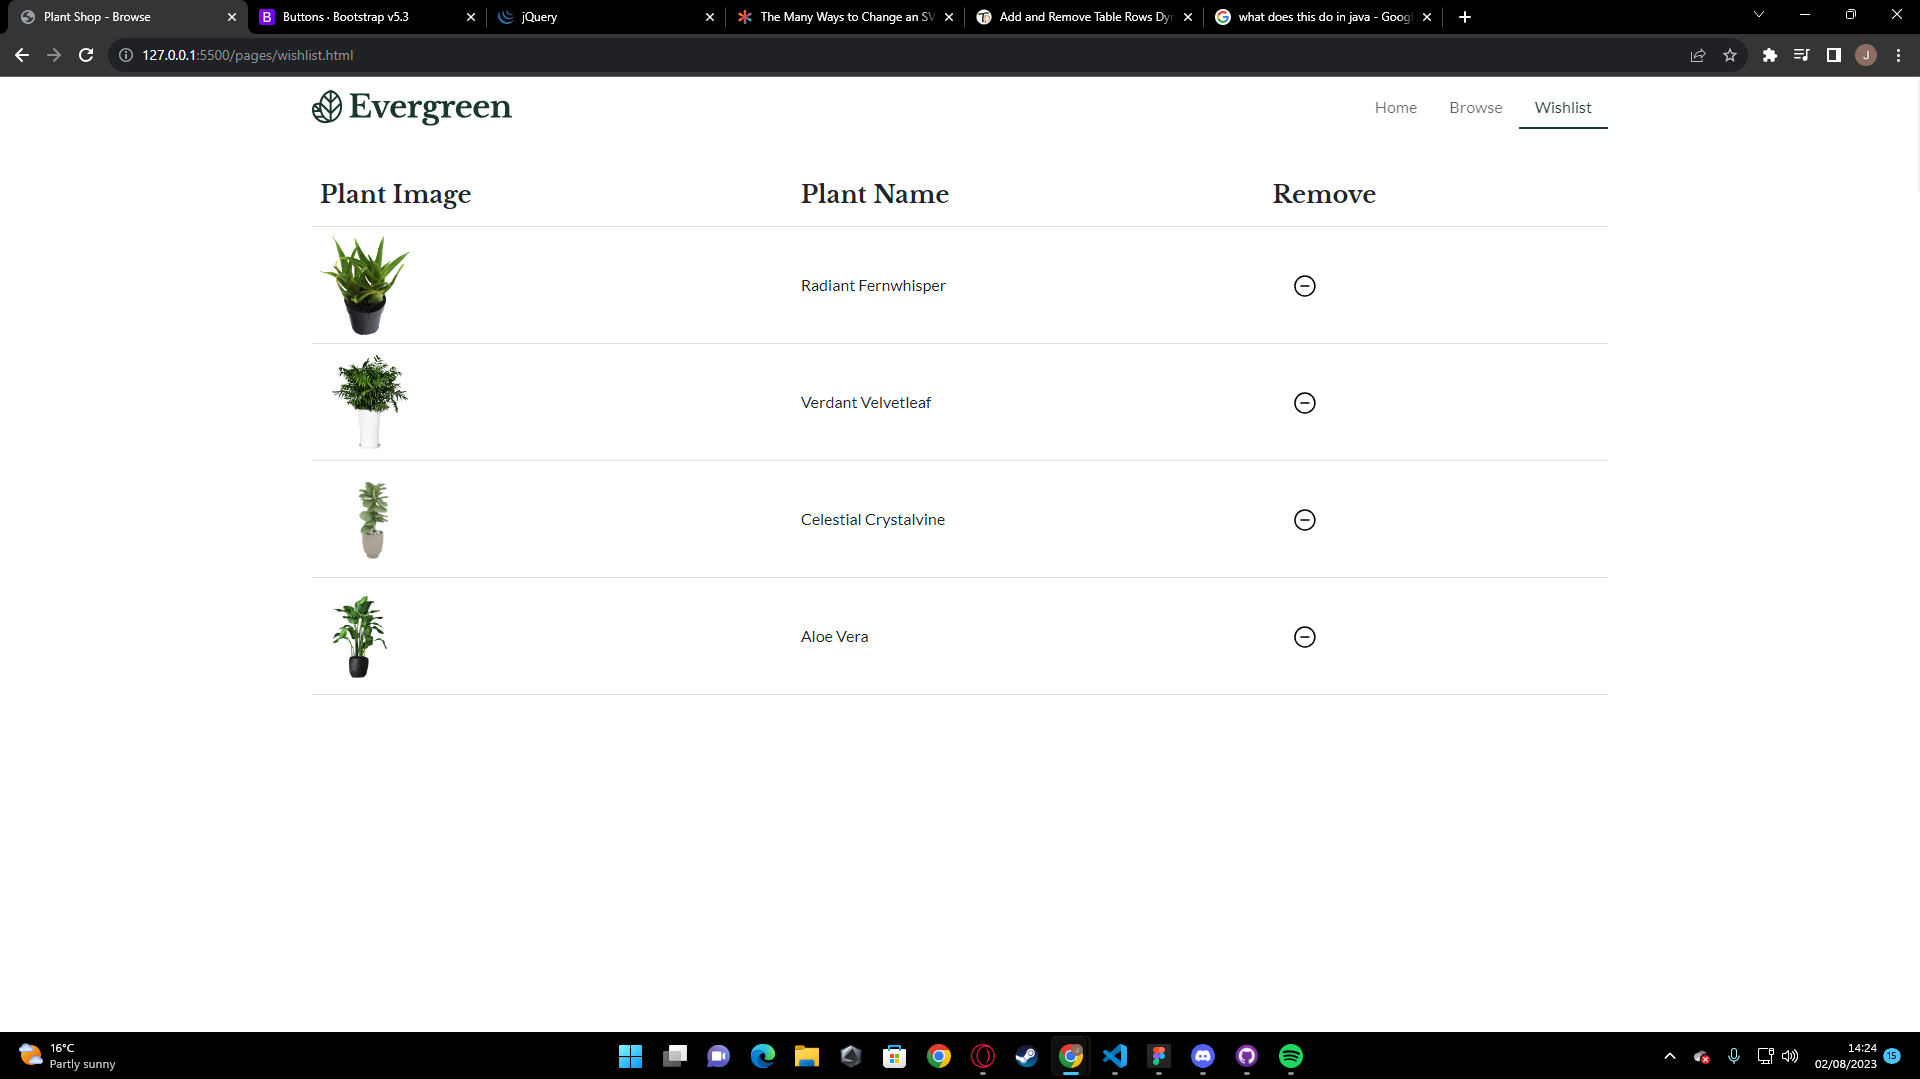 Plant Shop - Browse
Buttons · Bootstrap v5.3
jQuery
The Many Ways to Change an SV
Add and Remove Table Rows Dyn
what does this do in java - Googl
127.0.0.1:5500/pages/wishlist.html
J
Evergreen
Home
Browse
Wishlist
Plant Image
Plant Name
Remove
Radiant Fernwhisper
Verdant Velvetleaf
Celestial Crystalvine
Aloe Vera
16°C
Partly sunny
14:24
02/08/2023
15